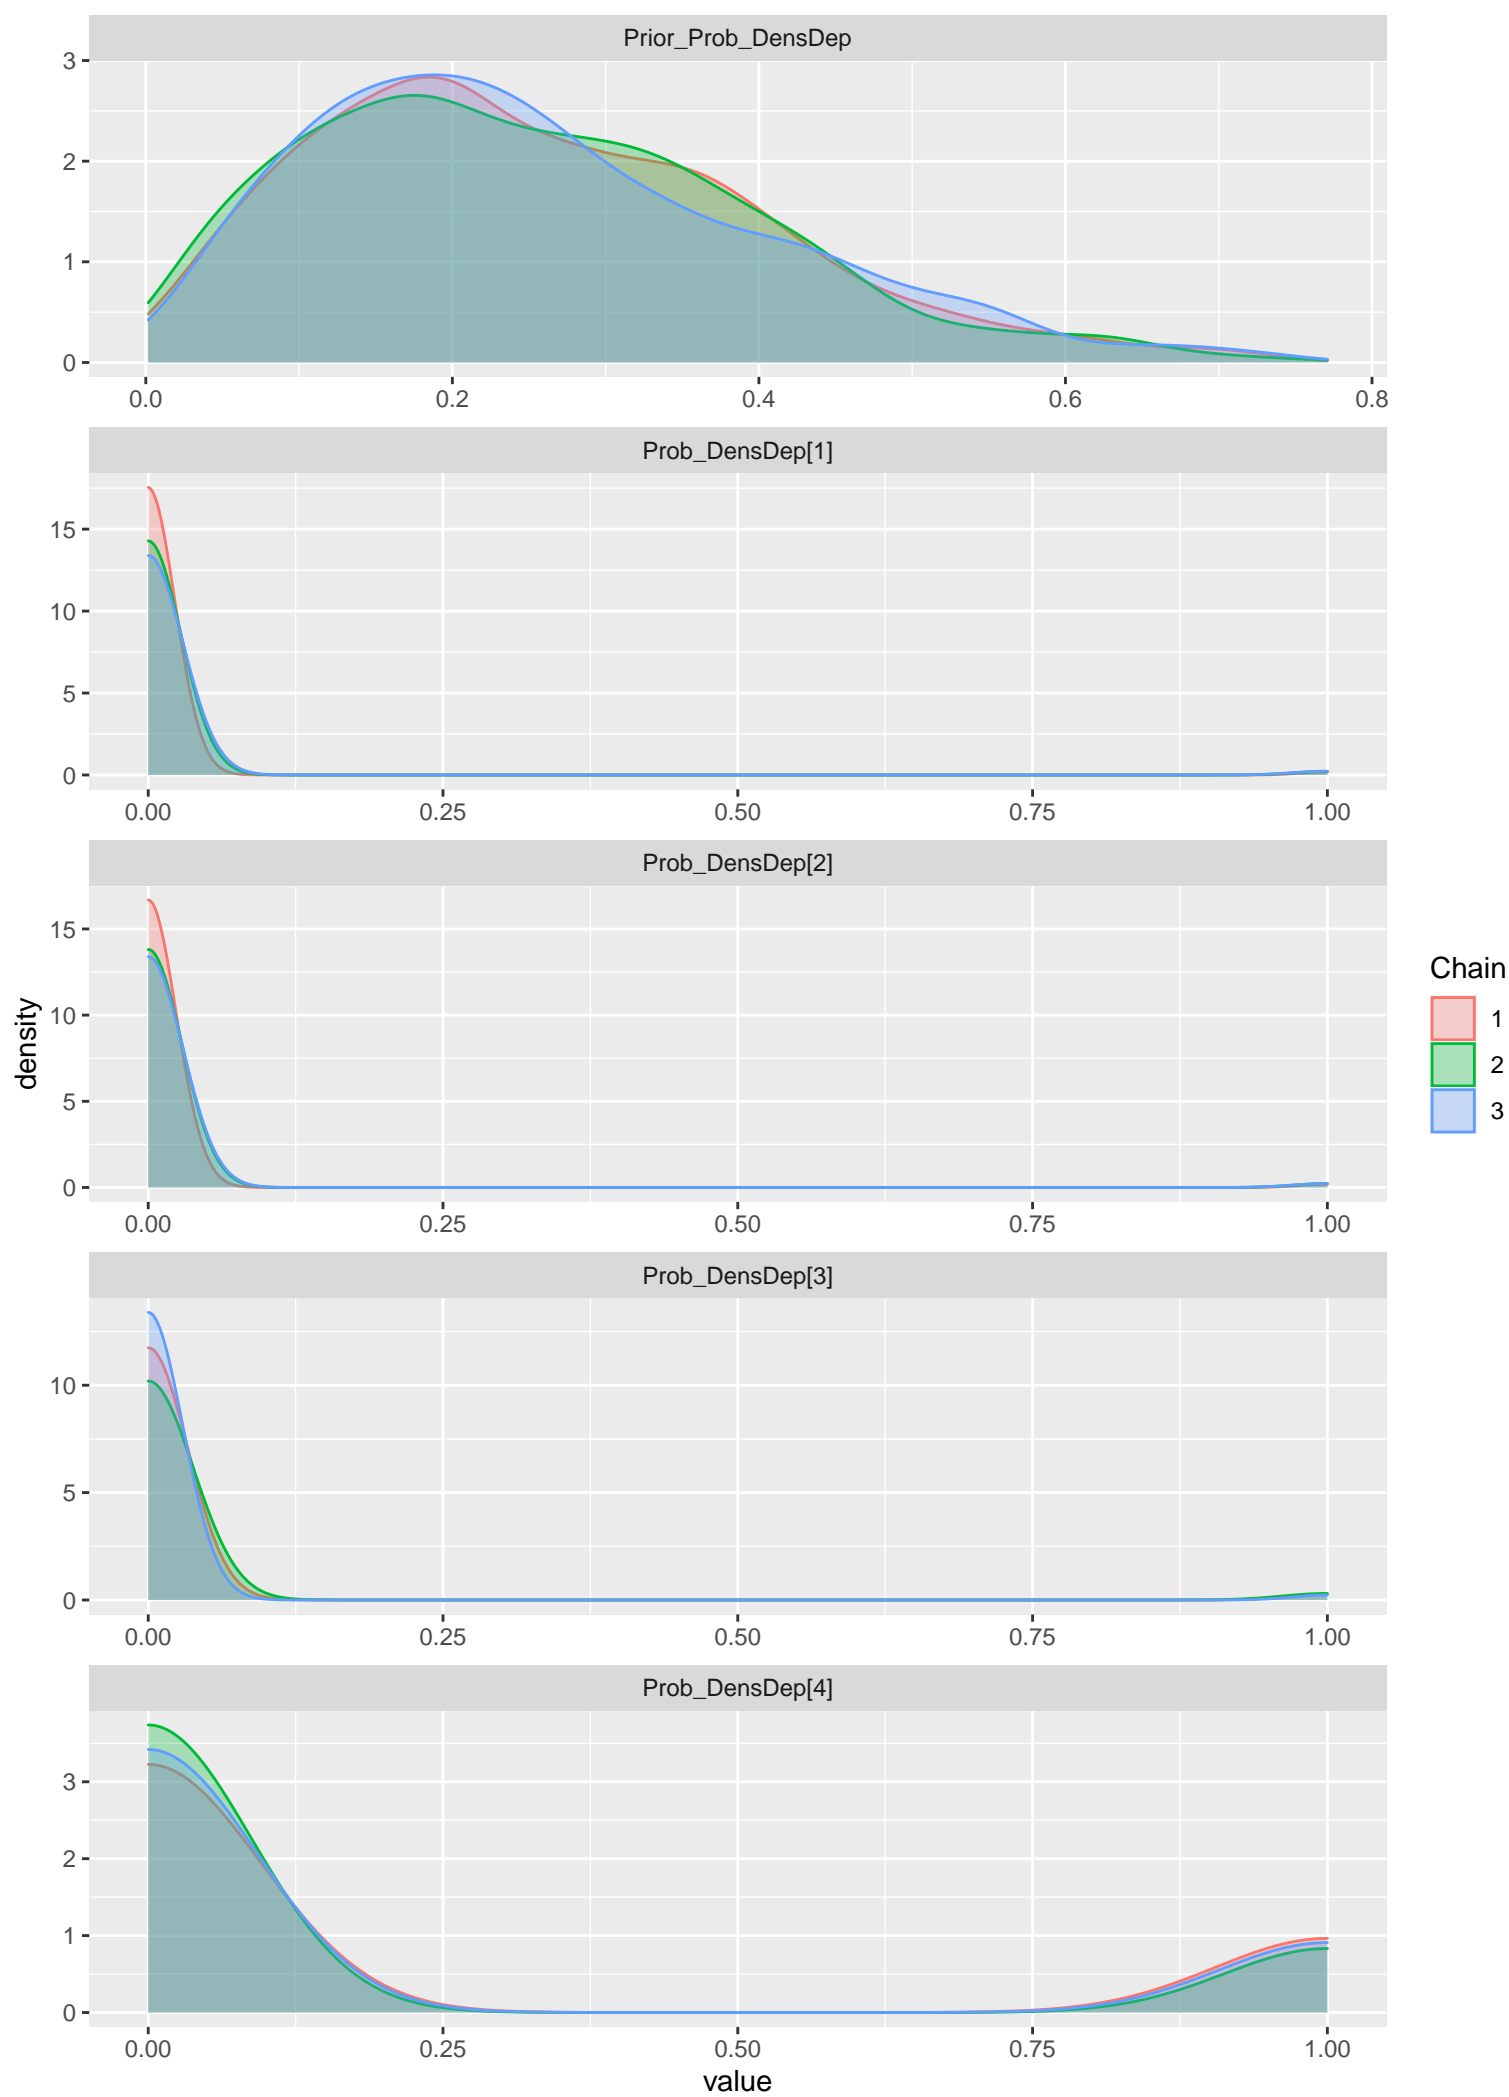 Prior_Prob_DensDep
3
2
1
0
0.0 0.2 0.4 0.6 0.8
Prob_DensDep[1]
15
10
5
0
0.00 0.25 0.50 0.75 1.00
Prob_DensDep[2]
15
10
5
0
0.00 0.25 0.50 0.75 1.00
Prob_DensDep[3]
10
5
0
0.00 0.25 0.50 0.75 1.00
Prob_DensDep[4]
3
2
1
0
0.00 0.25 0.50 0.75 1.00
value
density
Chain
1
2
3